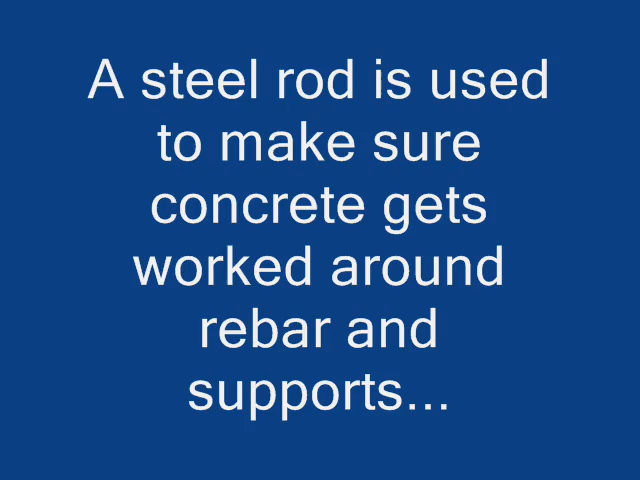 A steel rod is used
to make sure
concrete gets
worked around
rebar and
supports...